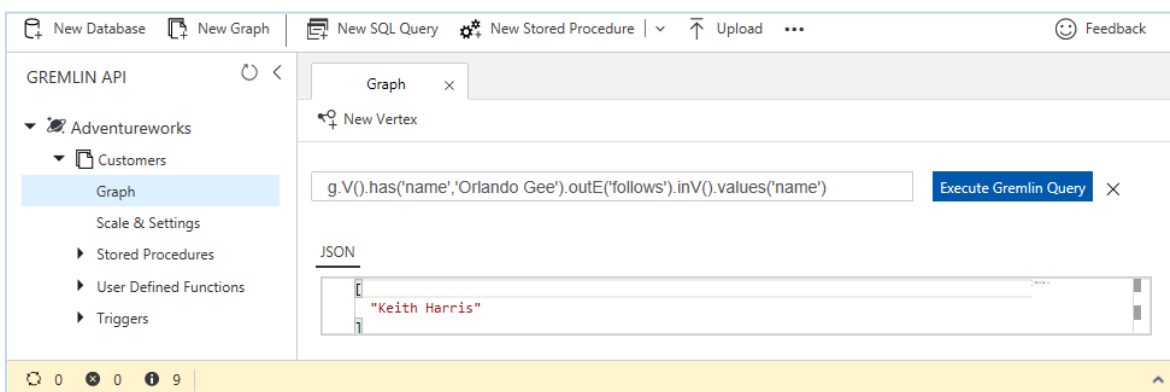 New Database New Graph New SQL Query New Stored Procedure Upload ••• Feedback
GREMLIN API
Graph
New Vertex
Adventureworks
Customers
Graph
Scale & Settings
Stored Procedures
User Defined Functions
Triggers
g.V().has('name','Orlando Gee').outE('follows').inV().values('name')
Execute Gremlin Query
JSON
[
"Keith Harris"
]
0 0 9